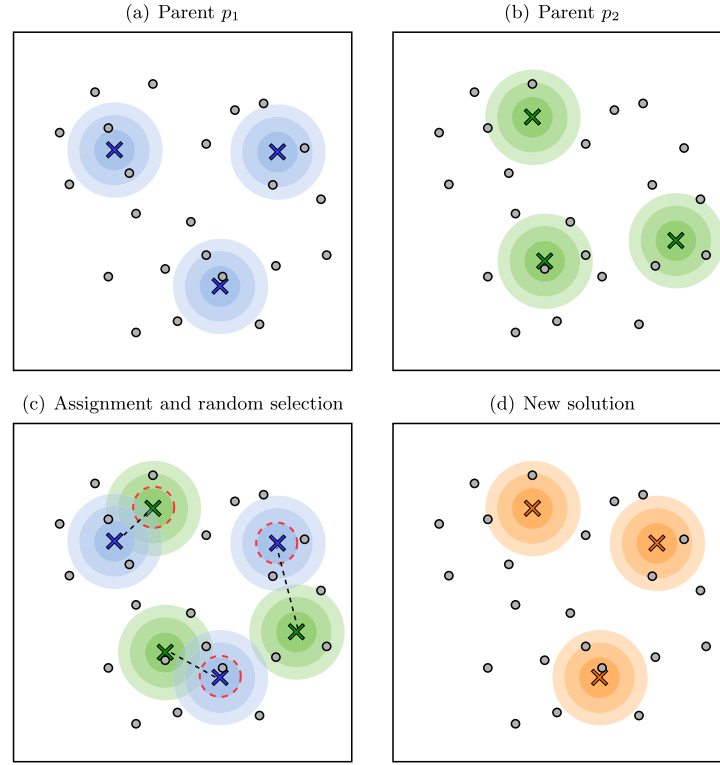 (a) Parent p₁
(b) Parent p₂
(c) Assignment and random selection
(d) New solution